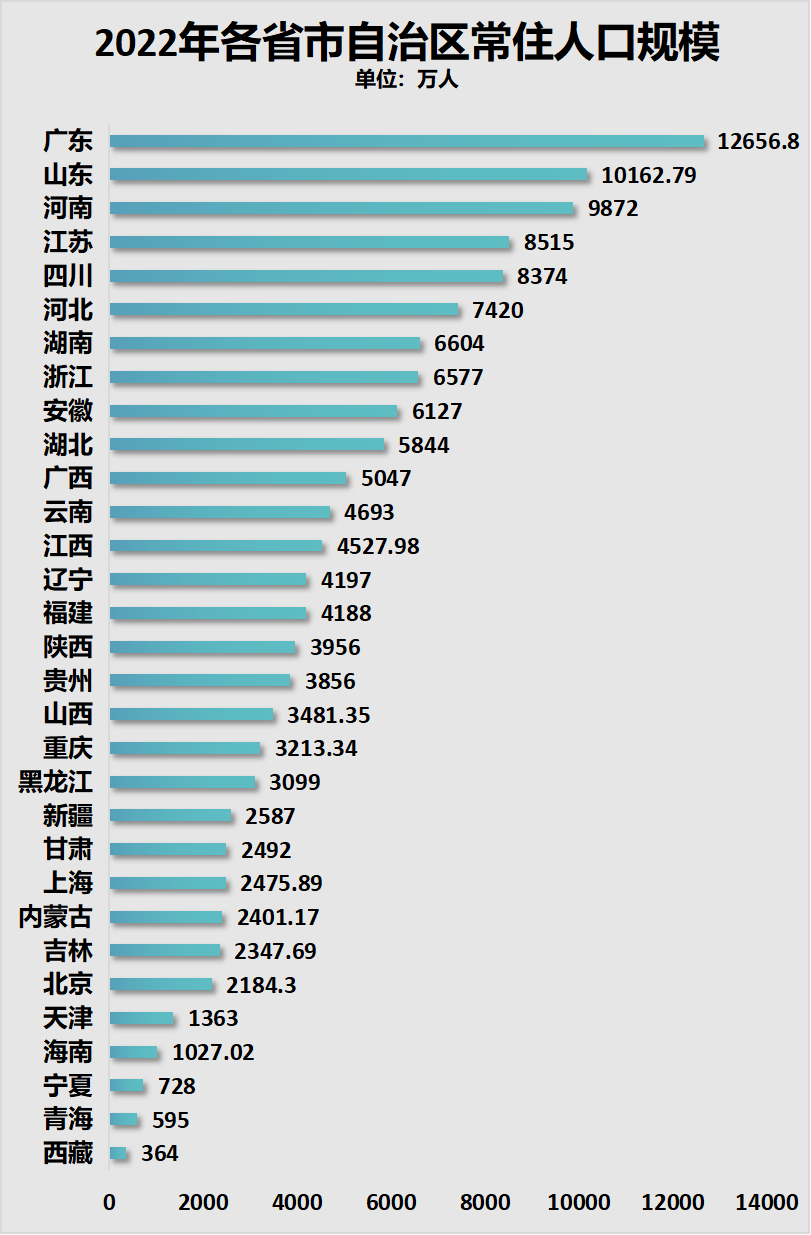 2022年各省市自治区常住人口规模
单位：万人
广东 12656.8
山东 10162.79
河南 9872
江苏 8515
四川 8374
河北 7420
湖南 6604
浙江 6577
安徽 6127
湖北 5844
广西 5047
云南 4693
江西 4527.98
辽宁 4197
福建 4188
陕西 3956
贵州 3856
山西 3481.35
重庆 3213.34
黑龙江 3099
新疆 2587
甘肃 2492
上海 2475.89
内蒙古 2401.17
吉林 2347.69
北京 2184.3
天津 1363
海南 1027.02
宁夏 728
青海 595
西藏 364
0 2000 4000 6000 8000 10000 12000 14000